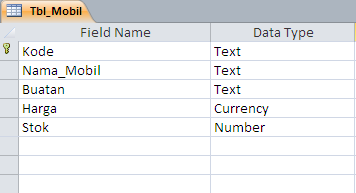 Tbl_Mobil
Field Name Data Type
Kode Text
Nama_Mobil Text
Buatan Text
Harga Currency
Stok Number